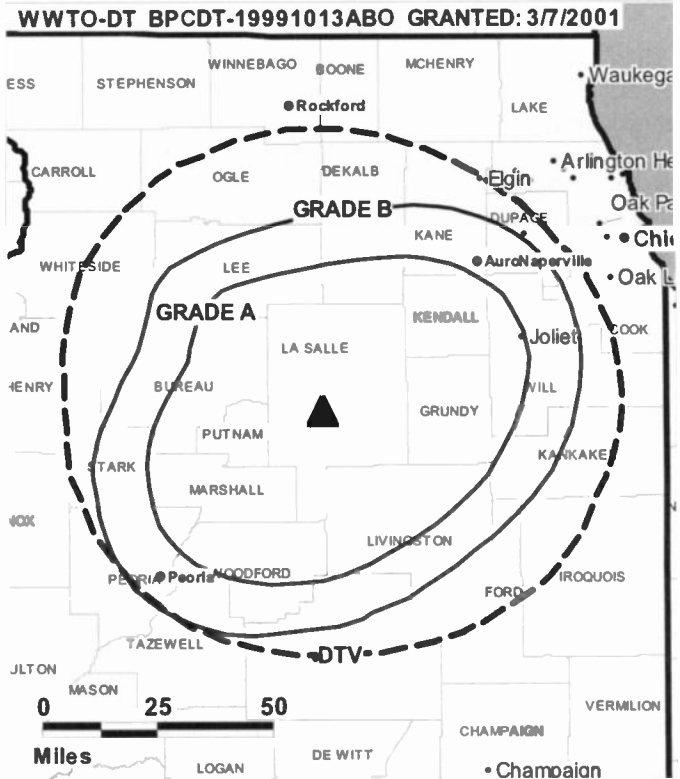 WWTO-DT BPCDT-19991013ABO GRANTED: 3/7/2001
WINNEBAGO
BOONE
MCHENRY
ESS
STEPHENSON
Waukega
Rockford
LAKE
CARROLL
OGLE
DEKALB
Arlington He
Elgin
GRADE B
Oak Pa
DUPAGE
KANE
Chi
WHITESIDE
LEE
AuroNaperville
Oak L
GRADE A
KENDALL
AND
COOK
LA SALLE
Joliet
HENRY
BUREAU
WILL
GRUNDY
PUTNAM
STARK
KANKAKE
MARSHALL
NOX
LIVINGSTON
PEORIA
Peoria
WOODFORD
IROQUOIS
FORD
TAZEWELL
DTV
JLTON
MASON
0 25 50
VERMILION
Miles
CHAMPAIGN
DE WITT
LOGAN
Champaign